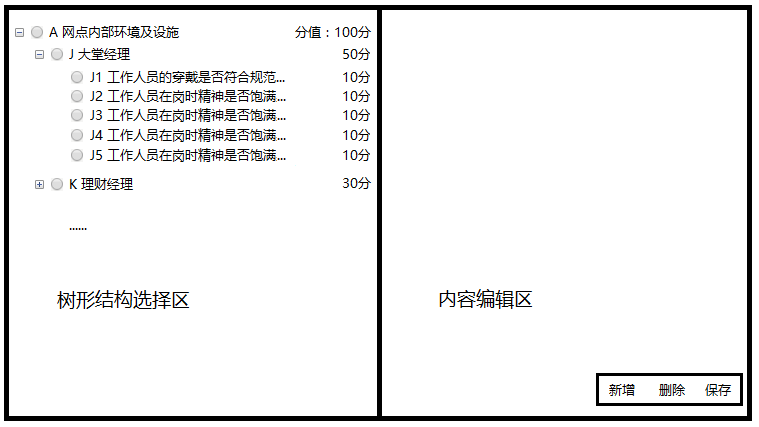 A 网点内部环境及设施 分值：100分
J 大堂经理 50分
J1 工作人员的穿戴是否符合规范... 10分
J2 工作人员在岗时精神是否饱满... 10分
J3 工作人员在岗时精神是否饱满... 10分
J4 工作人员在岗时精神是否饱满... 10分
J5 工作人员在岗时精神是否饱满... 10分
K 理财经理 30分
......
树形结构选择区
内容编辑区
新增 删除 保存